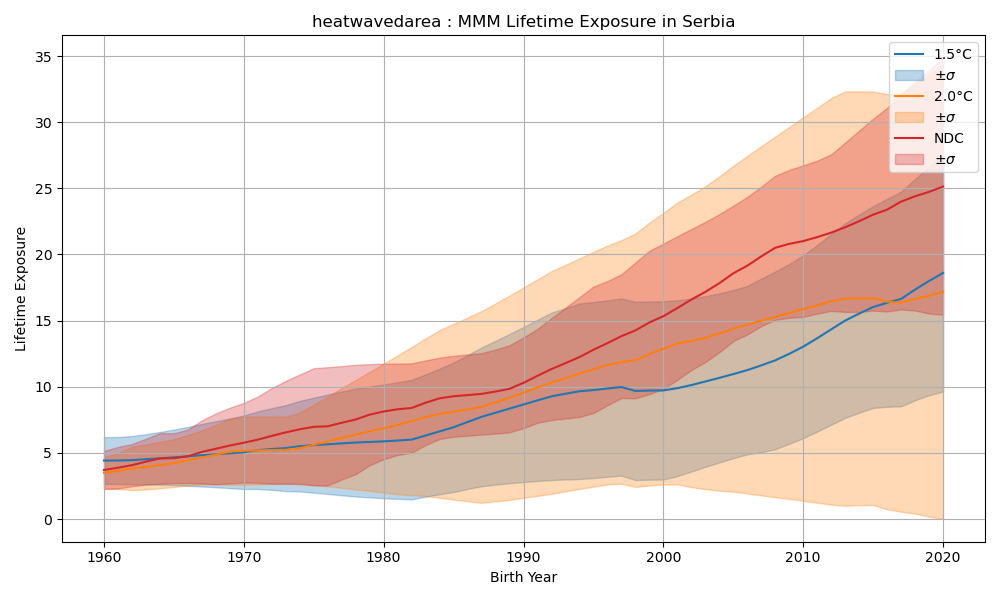 heatwavedarea : MMM Lifetime Exposure in Serbia
35
30
25
20
15
10
5
0
Lifetime Exposure
1.5°C
±σ
2.0°C
±σ
NDC
±σ
1960
1970
1980
1990
2000
2010
2020
Birth Year